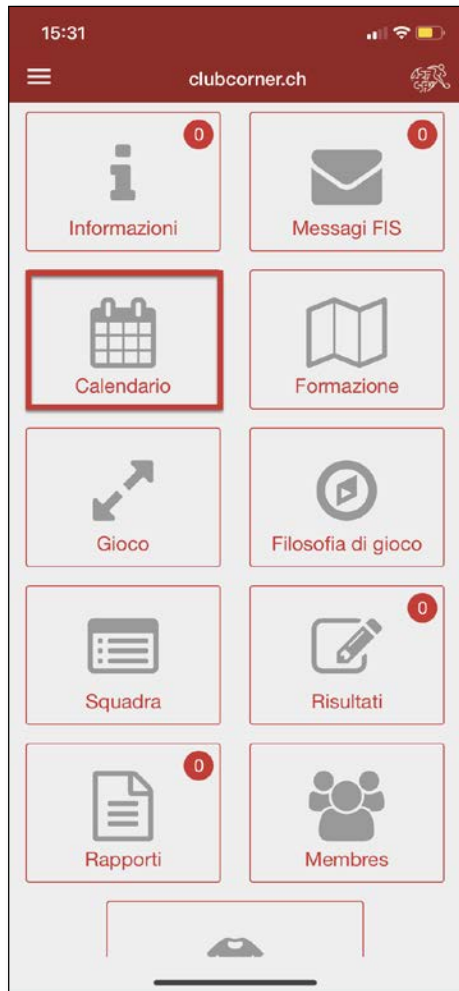 15:31
clubcorner.ch
0
0
Informazioni
Messagi FIS
Calendario
Formazione
Gioco
Filosofia di gioco
0
Squadra
Risultati
0
Rapporti
Membres